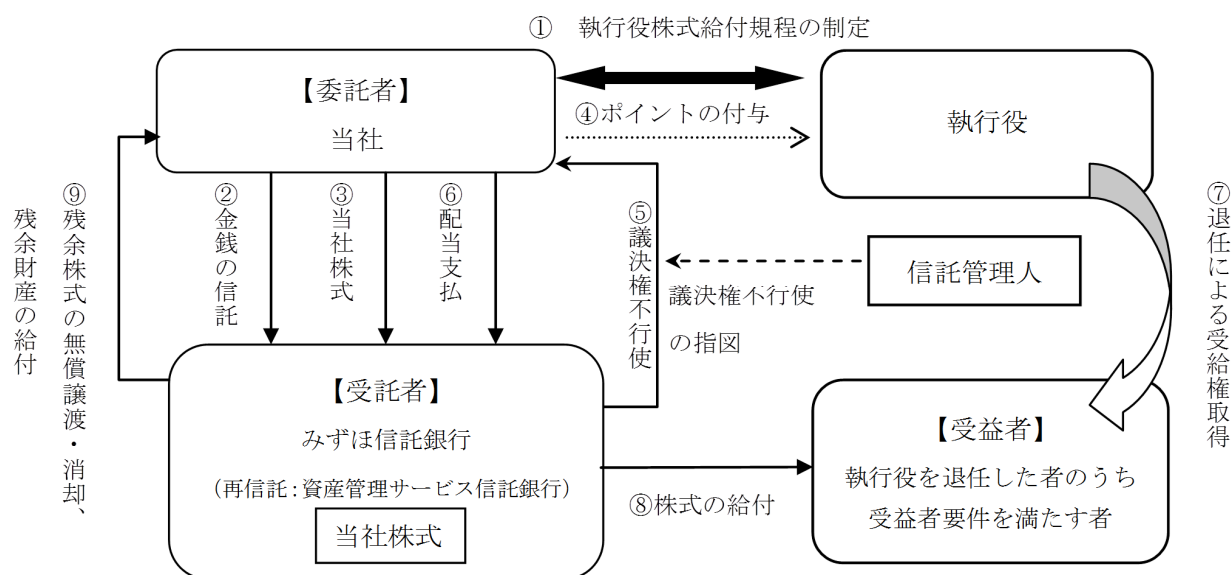 ① 執行役株式給付規程の制定
【委託者】
当社
④ポイントの付与
執行役
②金銭の信託
③当社株式
⑥配当支払
⑤議決権不行使
議決権不行使
の指図
信託管理人
⑦退任による受給権取得
⑨残余株式の無償譲渡・消却、
残余財産の給付
【受託者】
みずほ信託銀行
(再信託:資産管理サービス信託銀行)
当社株式
⑧株式の給付
【受益者】
執行役を退任した者のうち
受益者要件を満たす者